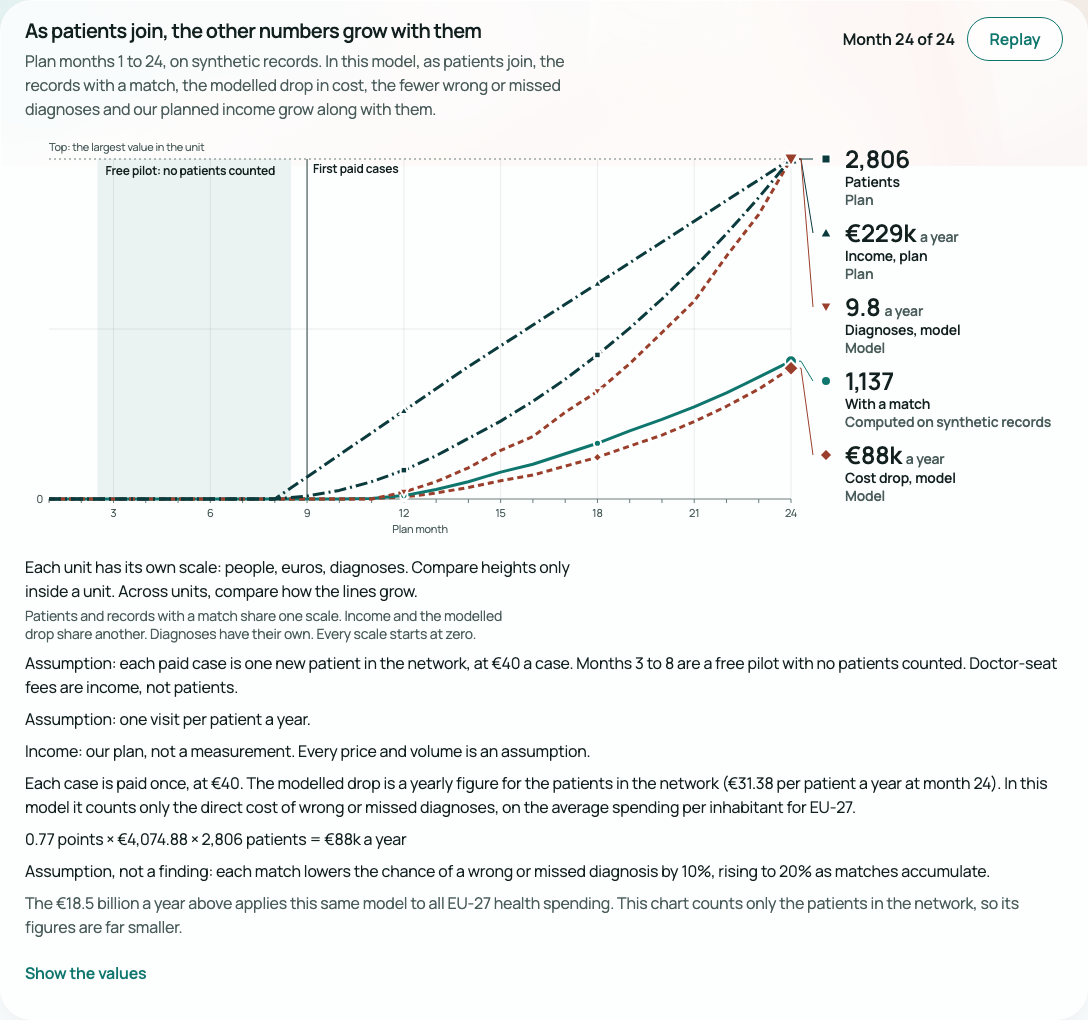 As patients join, the other numbers grow with them
Month 24 of 24
Replay
Plan months 1 to 24, on synthetic records. In this model, as patients join, the
records with a match, the modelled drop in cost, the fewer wrong or missed
diagnoses and our planned income grow along with them.
Top: the largest value in the unit
Free pilot: no patients counted
First paid cases
2,806
Patients
Plan
€229k a year
Income, plan
Plan
9.8 a year
Diagnoses, model
Model
1,137
With a match
Computed on synthetic records
€88k a year
Cost drop, model
Model
0
3
6
9
12
15
18
21
24
Plan month
Each unit has its own scale: people, euros, diagnoses. Compare heights only
inside a unit. Across units, compare how the lines grow.
Patients and records with a match share one scale. Income and the modelled
drop share another. Diagnoses have their own. Every scale starts at zero.
Assumption: each paid case is one new patient in the network, at €40 a case. Months 3 to 8 are a free pilot with no patients counted. Doctor-seat
fees are income, not patients.
Assumption: one visit per patient a year.
Income: our plan, not a measurement. Every price and volume is an assumption.
Each case is paid once, at €40. The modelled drop is a yearly figure for the patients in the network (€31.38 per patient a year at month 24). In this
model it counts only the direct cost of wrong or missed diagnoses, on the average spending per inhabitant for EU-27.
0.77 points × €4,074.88 × 2,806 patients = €88k a year
Assumption, not a finding: each match lowers the chance of a wrong or missed diagnosis by 10%, rising to 20% as matches accumulate.
The €18.5 billion a year above applies this same model to all EU-27 health spending. This chart counts only the patients in the network, so its
figures are far smaller.
Show the values